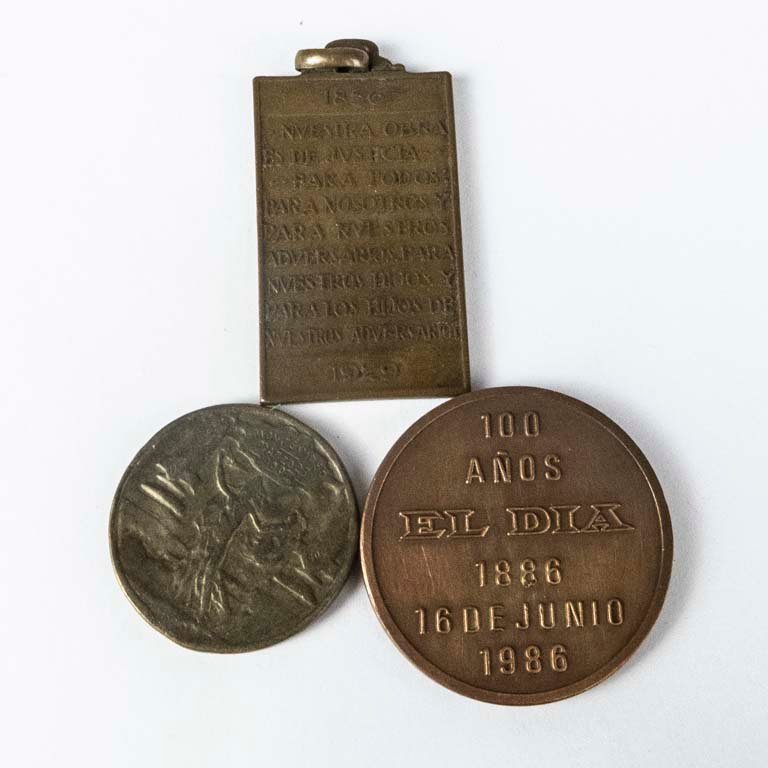 1856
NVESTRA OBRA
ES DE JVSTICIA
PARA TODOS:
PARA NOSOTROS Y
PARA NVESTROS
ADVERSARIOS, PARA
NVESTROS HIJOS Y
PARA LOS HIJOS DE
NVESTROS ADVERSARIOS
1929
100
AÑOS
EL DIA
1886
16 DE JUNIO
1986